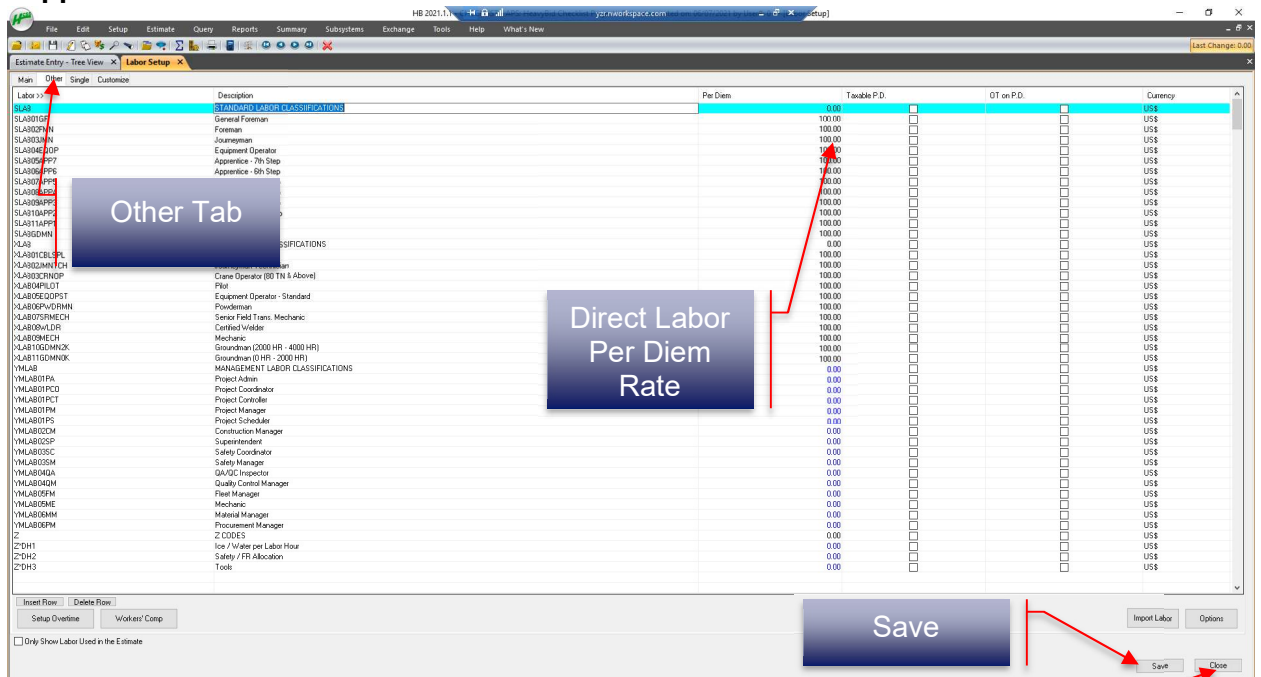 HB 2021.1.1
yzr.nworkspace.com
Setup]
File Edit Setup Estimate Query Reports Summary Subsystems Exchange Tools Help What's New
Last Change: 0.00
Estimate Entry - Tree View X Labor Setup X
Main Other Single Customize
Labor >> Description Per Diem Taxable P.D. OT on P.D. Currency
STANDARD LABOR CLASSIIFICATIONS 0.00 US$
General Foreman 100.00 US$
Foreman 100.00 US$
Journeyman 100.00 US$
Equipment Operator 100.00 US$
Apprentice - 7th Step 100.00 US$
Apprentice - 6th Step 100.00 US$
100.00 US$
100.00 US$
100.00 US$
100.00 US$
100.00 US$
SLA8GDMN 100.00 US$
XLA8 SSIFICATIONS 0.00 US$
100.00 US$
100.00 US$
Crane Operator (80 TN & Above) 100.00 US$
XLAB04PILOT Pilot 100.00 US$
XLAB05EQOPST Equipment Operator - Standard 100.00 US$
XLAB06PWDRMN Powderman 100.00 US$
XLAB07SRMECH Senior Field Trans. Mechanic 100.00 US$
XLAB08WLDR Certified Welder 100.00 US$
XLAB09MECH Mechanic 100.00 US$
XLAB10GDMN2K Groundman (2000 HR - 4000 HR) 100.00 US$
XLAB11GDMN0K Groundman (0 HR - 2000 HR) 100.00 US$
YMLAB MANAGEMENT LABOR CLASSIFICATIONS 0.00 US$
YMLAB01PA Project Admin 0.00 US$
YMLAB01PCO Project Coordinator 0.00 US$
YMLAB01PCT Project Controller 0.00 US$
YMLAB01PM Project Manager 0.00 US$
YMLAB01PS Project Scheduler 0.00 US$
YMLAB02CM Construction Manager 0.00 US$
YMLAB02SP Superintendent 0.00 US$
YMLAB03SC Safety Coordinator 0.00 US$
YMLAB03SM Safety Manager 0.00 US$
YMLAB04QA QA/QC Inspector 0.00 US$
YMLAB04QM Quality Control Manager 0.00 US$
YMLAB05FM Fleet Manager 0.00 US$
YMLAB05ME Mechanic 0.00 US$
YMLAB06MM Material Manager 0.00 US$
YMLAB06PM Procurement Manager 0.00 US$
Z Z CODES 0.00 US$
Z*DH1 Ice / Water per Labor Hour 0.00 US$
Z*DH2 Safety / FR Allocation 0.00 US$
Z*DH3 Tools 0.00 US$
Other Tab
Direct Labor
Per Diem
Rate
Save
Insert Row Delete Row
Setup Overtime Workers' Comp Import Labor Options
Only Show Labor Used in the Estimate
Save Close